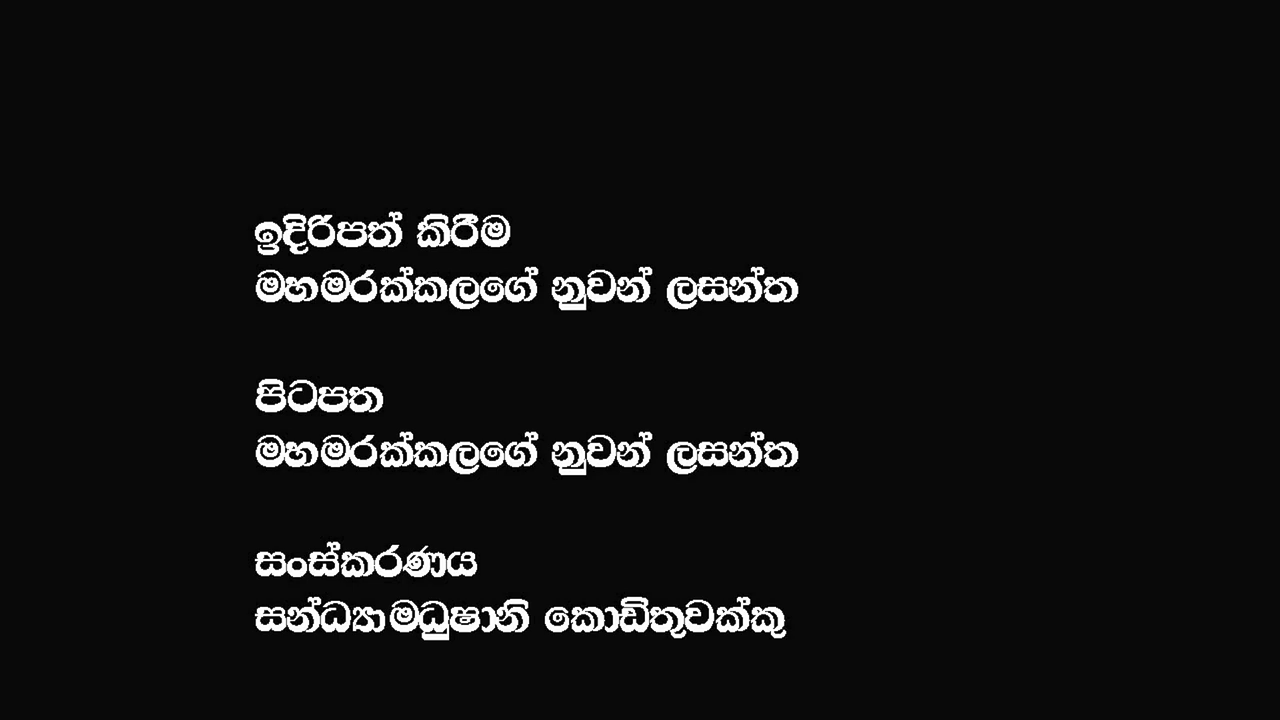 ඉදිරිපත් කිරීම
මහමරක්කලගේ නුවන් ලසන්ත
පිටපත
මහමරක්කලගේ නුවන් ලසන්ත
සංස්කරණය
සන්ධ්‍යාමධුෂානි කොඩිතුවක්කු